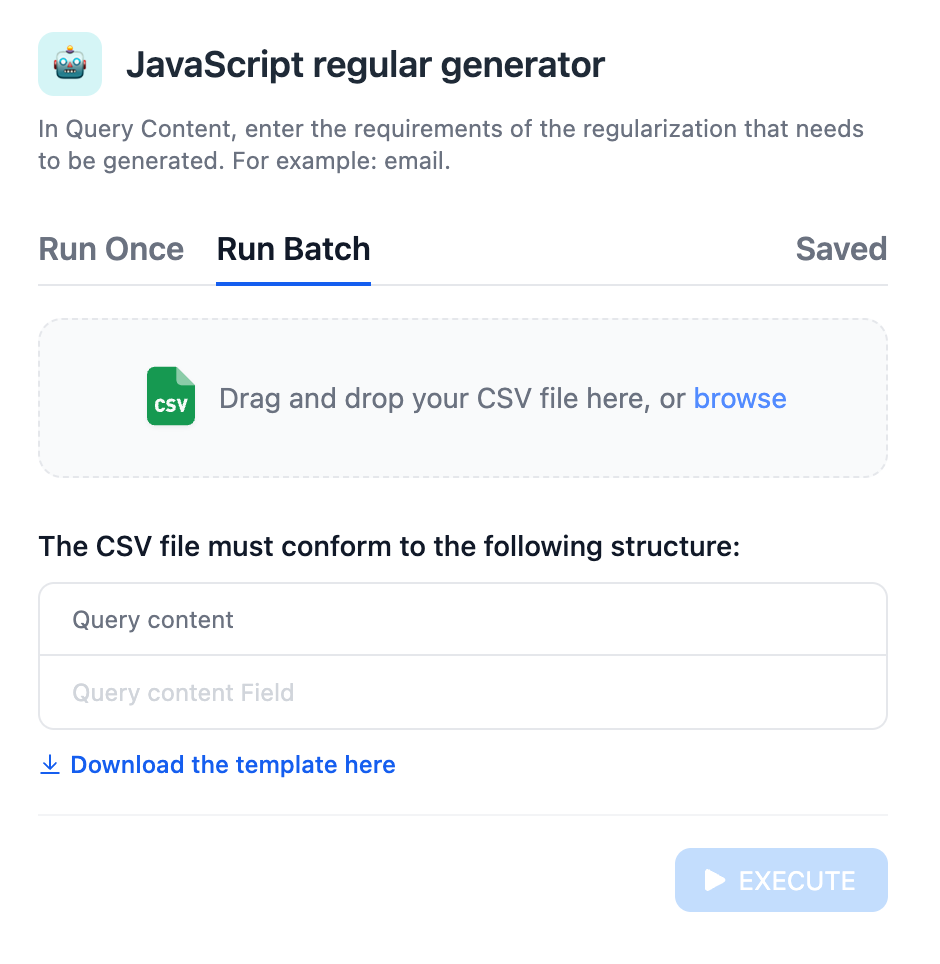 JavaScript regular generator
In Query Content, enter the requirements of the regularization that needs
to be generated. For example: email.
Run Once Run Batch Saved
CSV Drag and drop your CSV file here, or browse
The CSV file must conform to the following structure:
Query content
Query content Field
Download the template here
EXECUTE